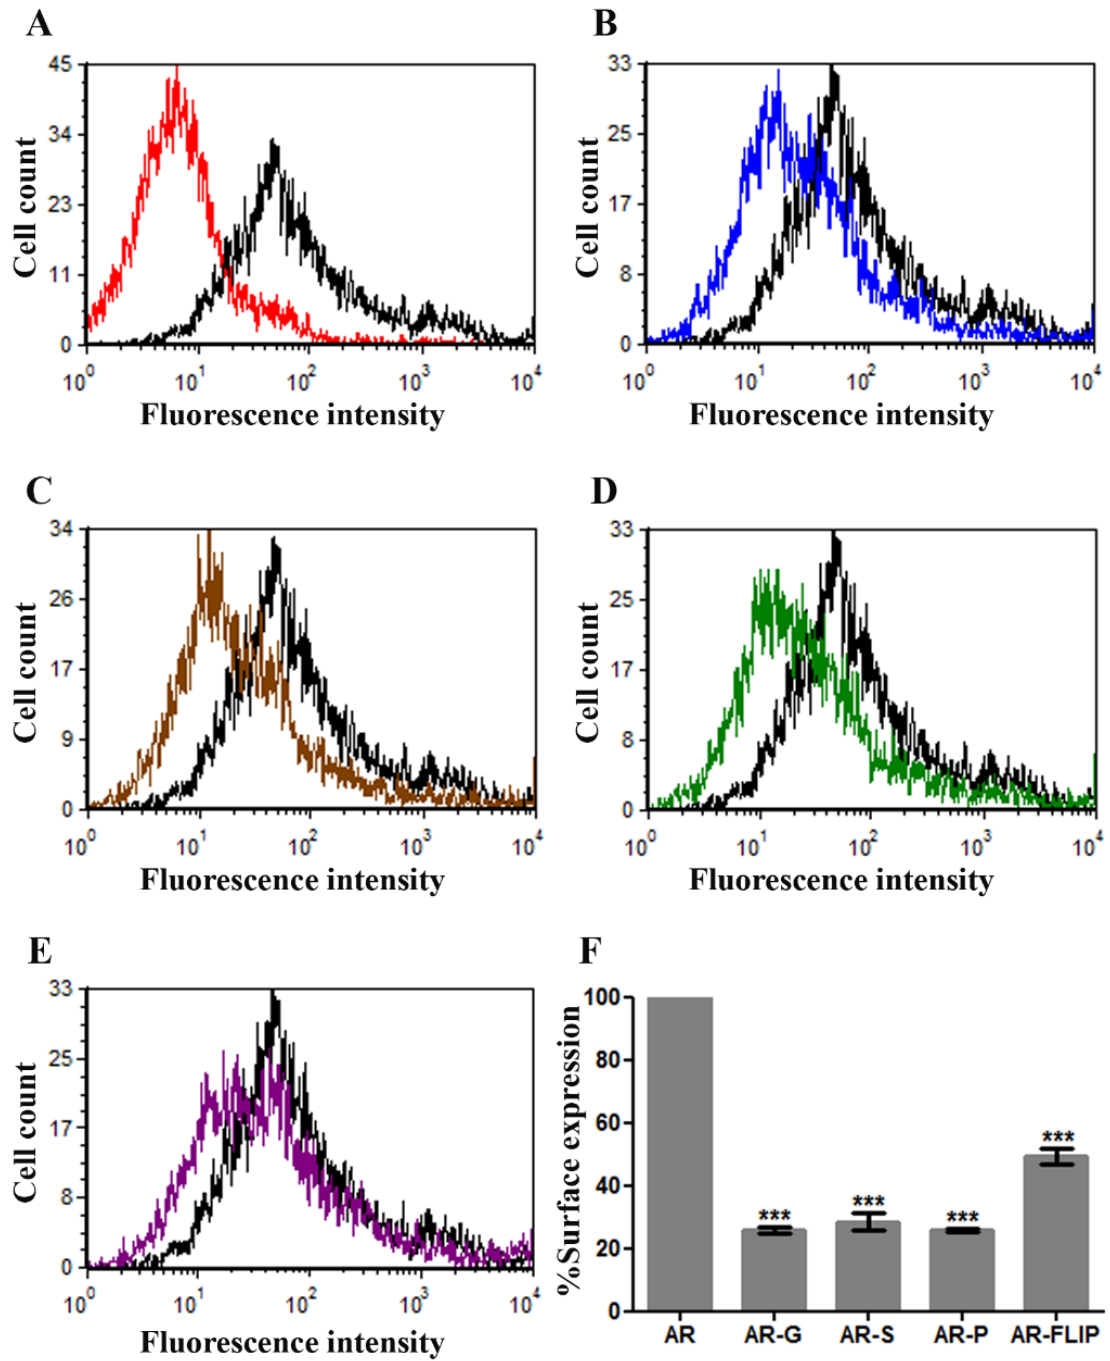 A
45
34
23
11
0
Cell count
10^0 10^1 10^2 10^3 10^4
Fluorescence intensity
B
33
25
17
8
0
Cell count
10^0 10^1 10^2 10^3 10^4
Fluorescence intensity
C
34
26
17
9
0
Cell count
10^0 10^1 10^2 10^3 10^4
Fluorescence intensity
D
33
25
17
8
0
Cell count
10^0 10^1 10^2 10^3 10^4
Fluorescence intensity
E
33
25
17
8
0
Cell count
10^0 10^1 10^2 10^3 10^4
Fluorescence intensity
F
100
80
60
40
20
0
%Surface expression
*** *** *** ***
AR AR-G AR-S AR-P AR-FLIP